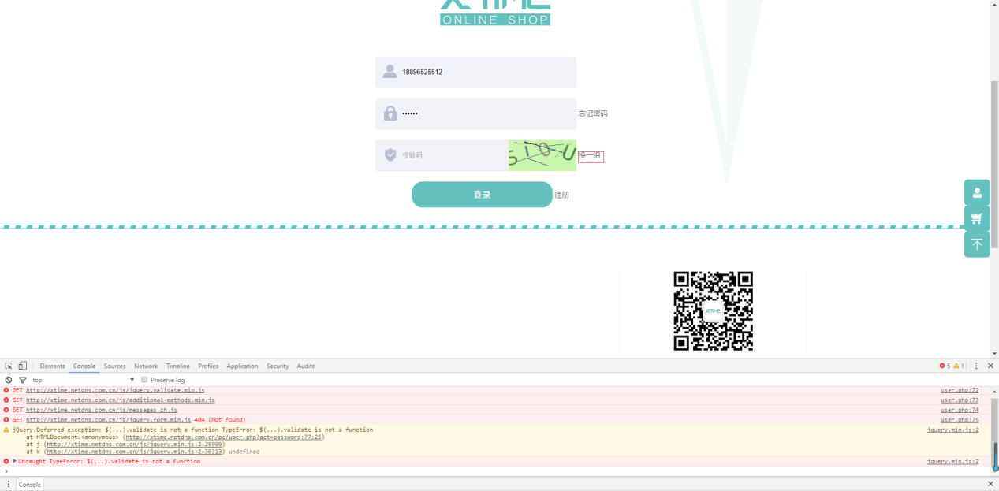 XTIME
ONLINE SHOP
18896525512
••••••
忘记密码
校验码
SiOU
换一组
登录
注册
XTIME
Elements Console Sources Network Timeline Profiles Application Security Audits
5 1
top Preserve log
GET http://xtime.netdns.com.cn/js/jquery.validate.min.js user.php:72
GET http://xtime.netdns.com.cn/js/additional-methods.min.js user.php:73
GET http://xtime.netdns.com.cn/js/messages_zh.js user.php:74
GET http://xtime.netdns.com.cn/js/jquery.form.min.js 404 (Not Found) user.php:75
jQuery.Deferred exception: $(...).validate is not a function TypeError: $(...).validate is not a function jquery.min.js:2
at HTMLDocument.<anonymous> (http://xtime.netdns.com.cn/pc/user.php?act=password:77:25)
at j (http://xtime.netdns.com.cn/js/jquery.min.js:2:29999)
at k (http://xtime.netdns.com.cn/js/jquery.min.js:2:30313) undefined
Uncaught TypeError: $(...).validate is not a function jquery.min.js:2
Console